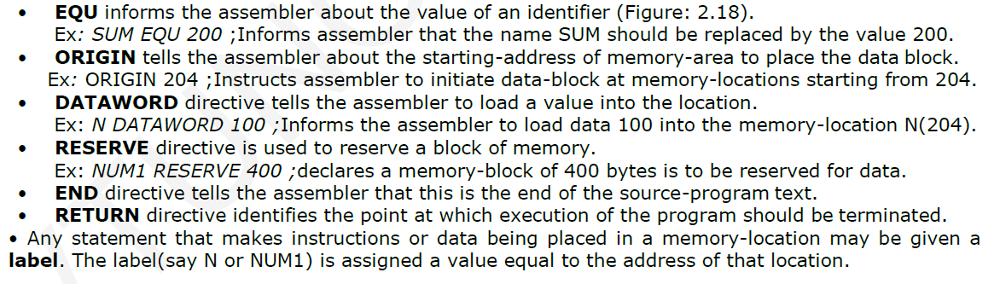 • EQU informs the assembler about the value of an identifier (Figure: 2.18).
Ex: SUM EQU 200 ;Informs assembler that the name SUM should be replaced by the value 200.
• ORIGIN tells the assembler about the starting-address of memory-area to place the data block.
Ex: ORIGIN 204 ;Instructs assembler to initiate data-block at memory-locations starting from 204.
• DATAWORD directive tells the assembler to load a value into the location.
Ex: N DATAWORD 100 ;Informs the assembler to load data 100 into the memory-location N(204).
• RESERVE directive is used to reserve a block of memory.
Ex: NUM1 RESERVE 400 ;declares a memory-block of 400 bytes is to be reserved for data.
• END directive tells the assembler that this is the end of the source-program text.
• RETURN directive identifies the point at which execution of the program should be terminated.
• Any statement that makes instructions or data being placed in a memory-location may be given a
label. The label(say N or NUM1) is assigned a value equal to the address of that location.